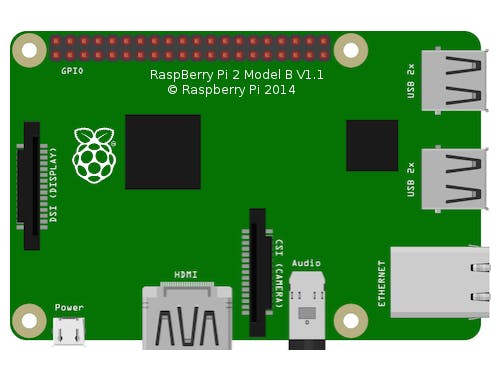 GPIO
RaspBerry Pi 2 Model B V1.1
© Raspberry Pi 2014
USB 2x
DSI (DISPLAY)
®
USB 2x
CSI (CAMERA)
Audio
ETHERNET
HDMI
Power